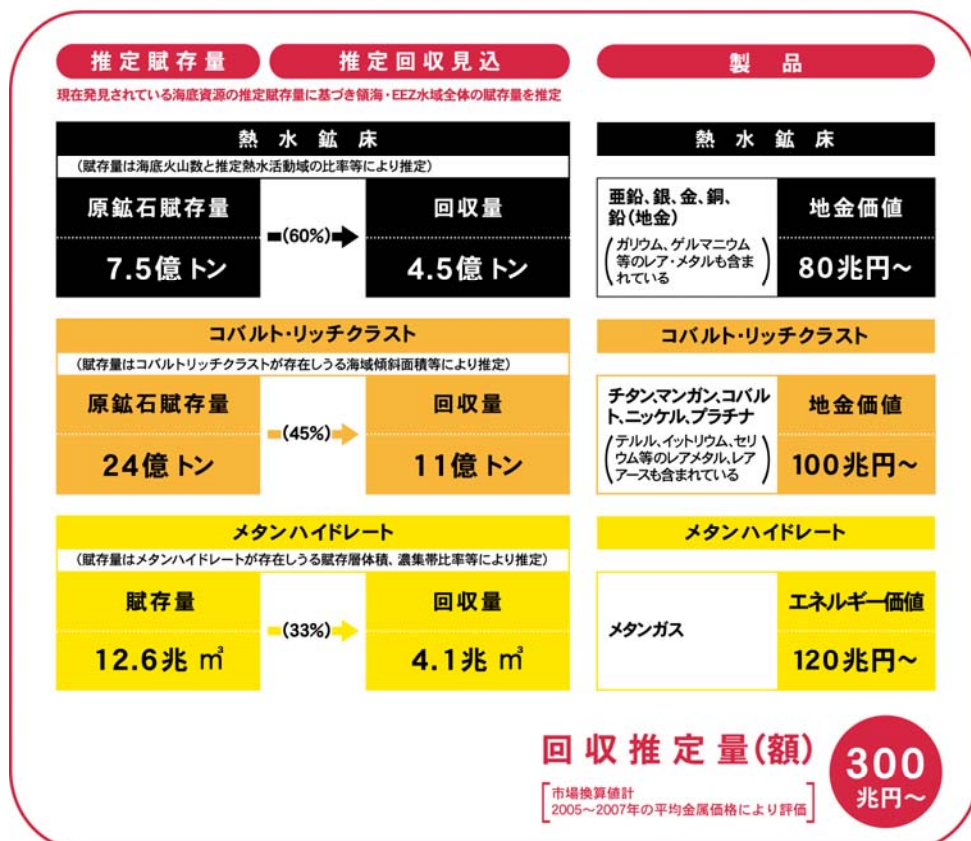 推定賦存量
推定回収見込
製品
現在発見されている海底資源の推定賦存量に基づき領海・EEZ水域全体の賦存量を推定
熱水鉱床
(賦存量は海底火山数と推定熱水活動域の比率等により推定)
原鉱石賦存量
7.5億トン
(60%)
回収量
4.5億トン
熱水鉱床
亜鉛、銀、金、銅、
鉛(地金)
(ガリウム、ゲルマニウム
等のレア・メタルも含ま
れている)
地金価値
80兆円～
コバルト・リッチクラスト
(賦存量はコバルトリッチクラストが存在しうる海域傾斜面積等により推定)
原鉱石賦存量
24億トン
(45%)
回収量
11億トン
コバルト・リッチクラスト
チタン、マンガン、コバル
ト、ニッケル、プラチナ
(テルル、イットリウム、セリ
ウム等のレアメタル、レア
アースも含まれている)
地金価値
100兆円～
メタンハイドレート
(賦存量はメタンハイドレートが存在しうる賦存層体積、濃集帯比率等により推定)
賦存量
12.6兆 ㎥
(33%)
回収量
4.1兆 ㎥
メタンハイドレート
メタンガス
エネルギー価値
120兆円～
回収推定量(額)
[市場換算値計
2005～2007年の平均金属価格により評価]
300
兆円～